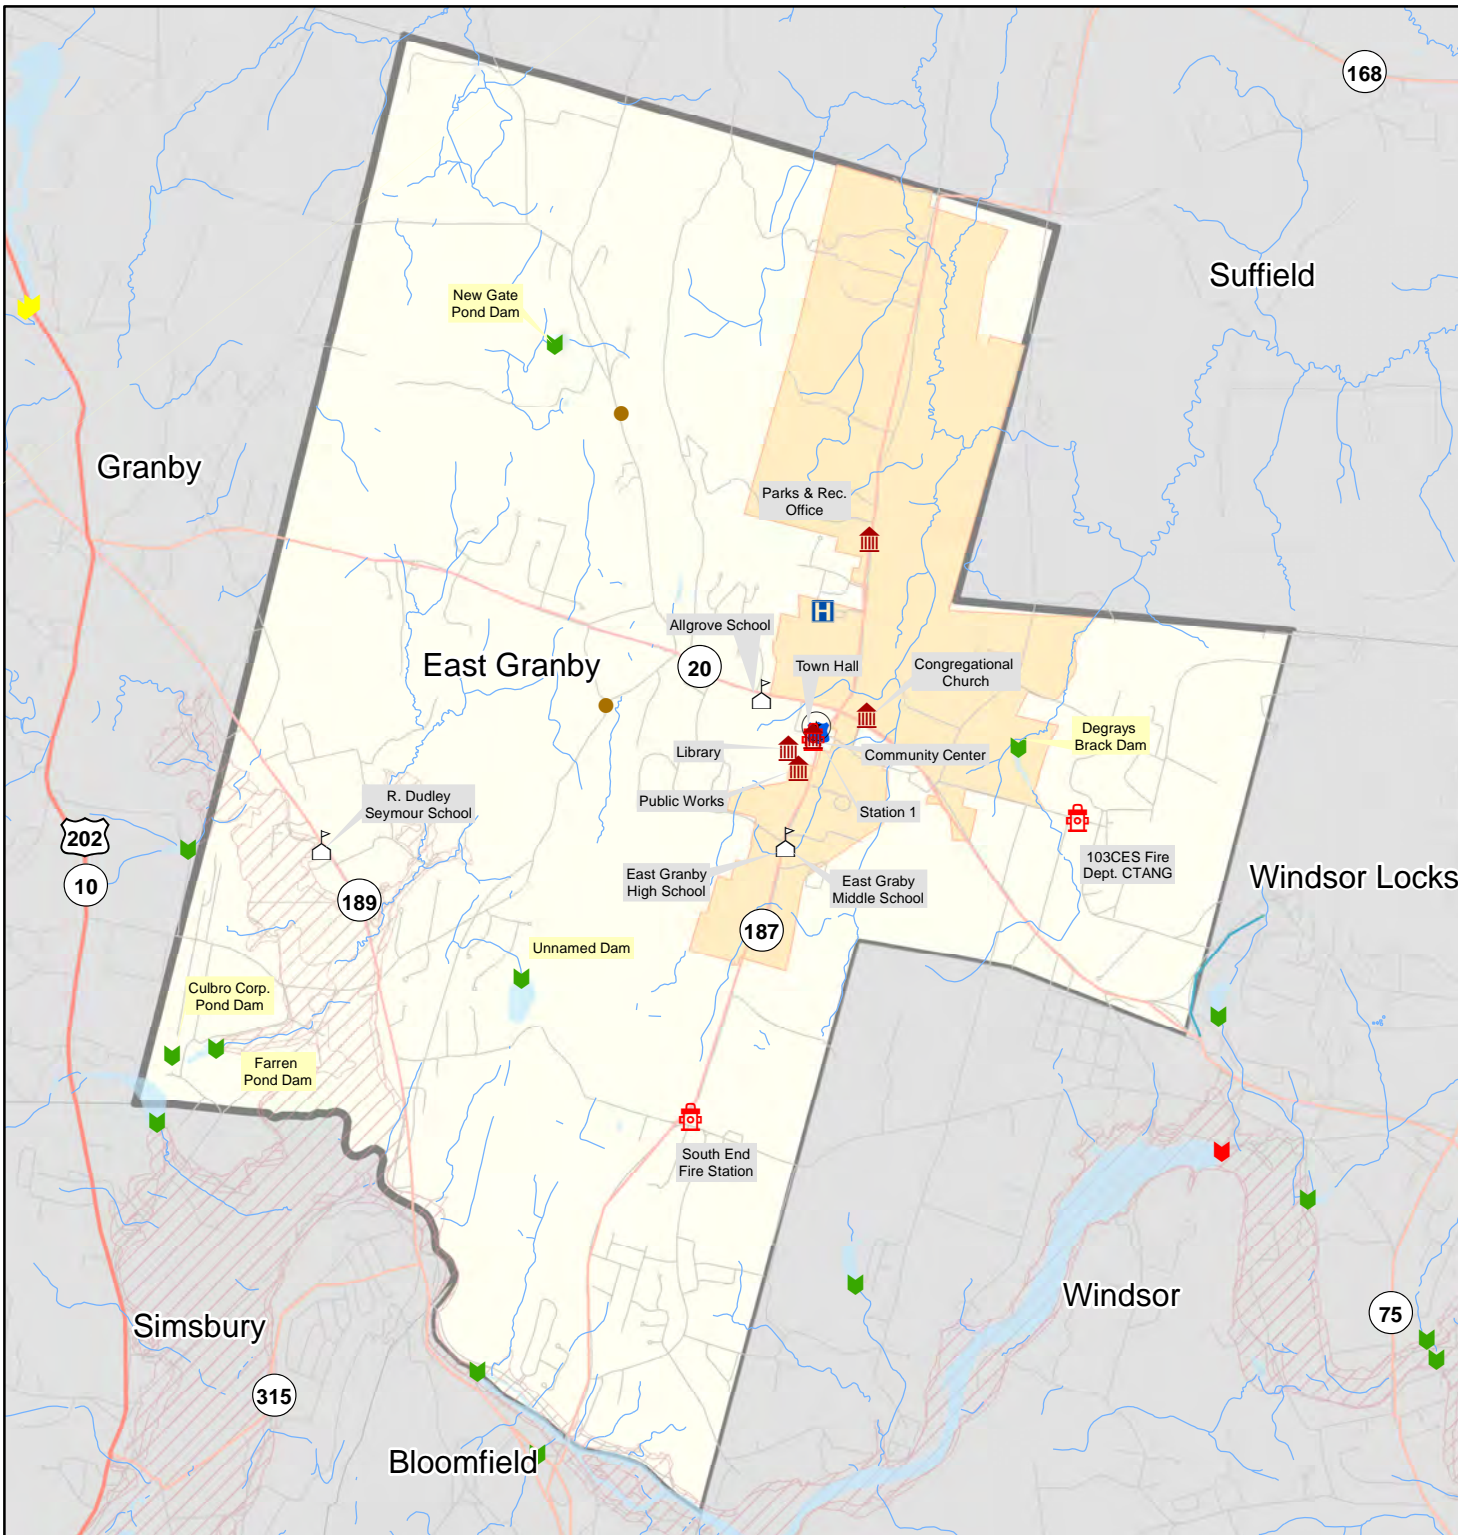 168
Suffield
New Gate
Pond Dam
Granby
Parks & Rec.
Office
H
Allgrove School
East Granby
20
Town Hall
Congregational
Church
Degrays
Brack Dam
Library
Community Center
Public Works
Station 1
R. Dudley
Seymour School
202
10
189
103CES Fire
Dept. CTANG
East Granby
High School
East Graby
Middle School
Windsor Locks
187
Unnamed Dam
Culbro Corp.
Pond Dam
Farren
Pond Dam
South End
Fire Station
Windsor
Simsbury
75
315
Bloomfield